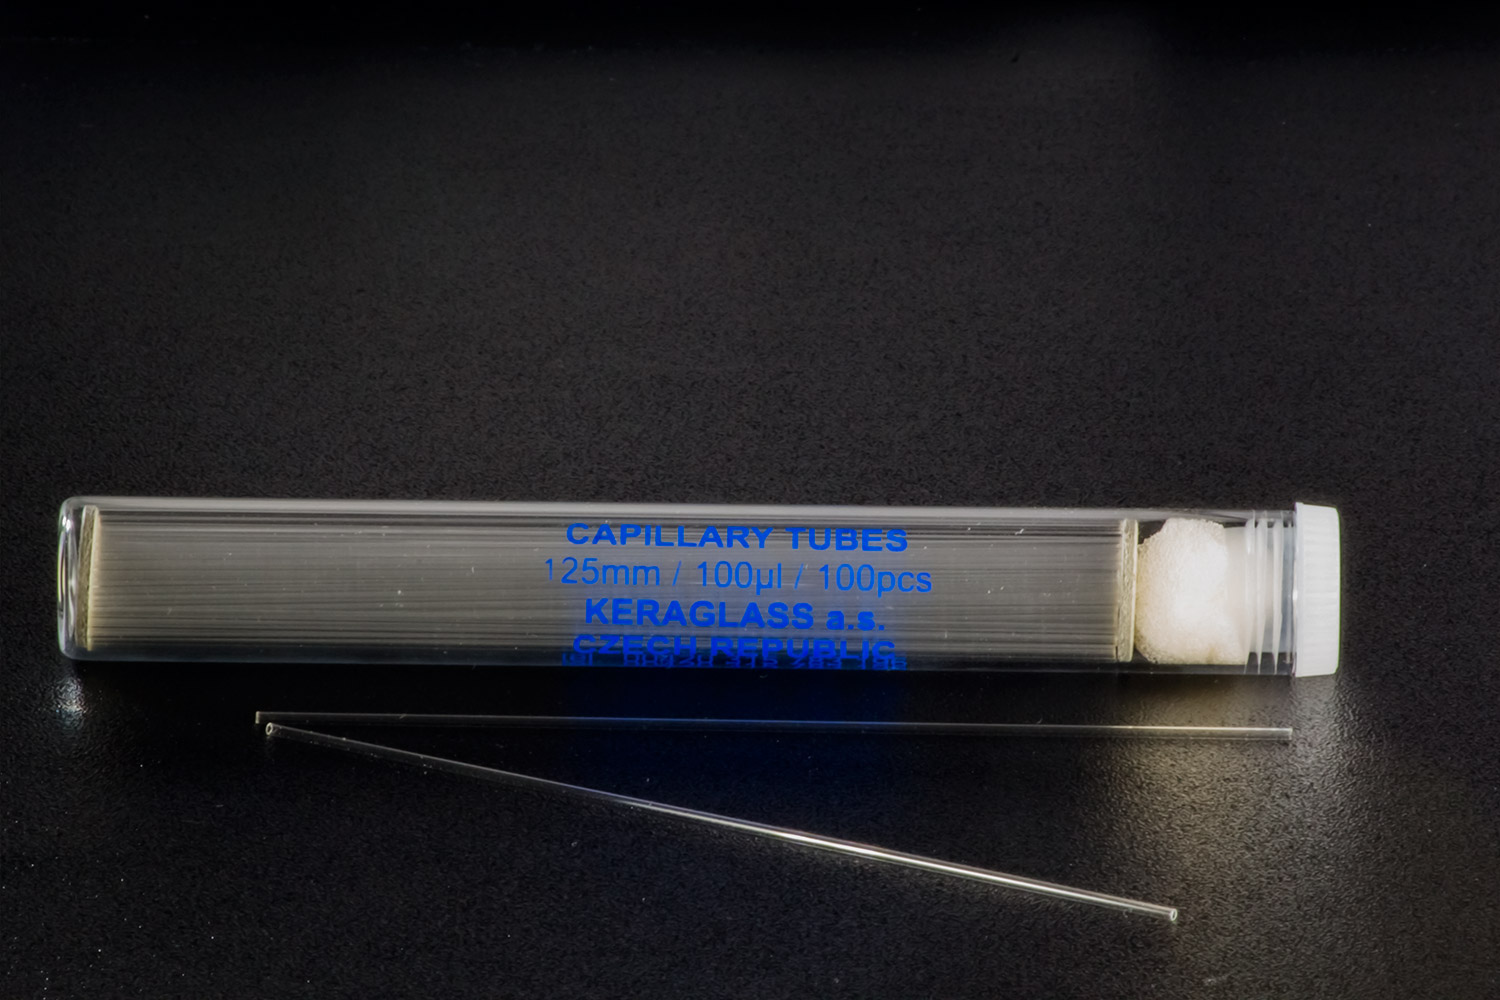 CAPILLARY TUBES
125mm / 100µl / 100pcs
KERAGLASS a.s.
CZECH REPUBLIC